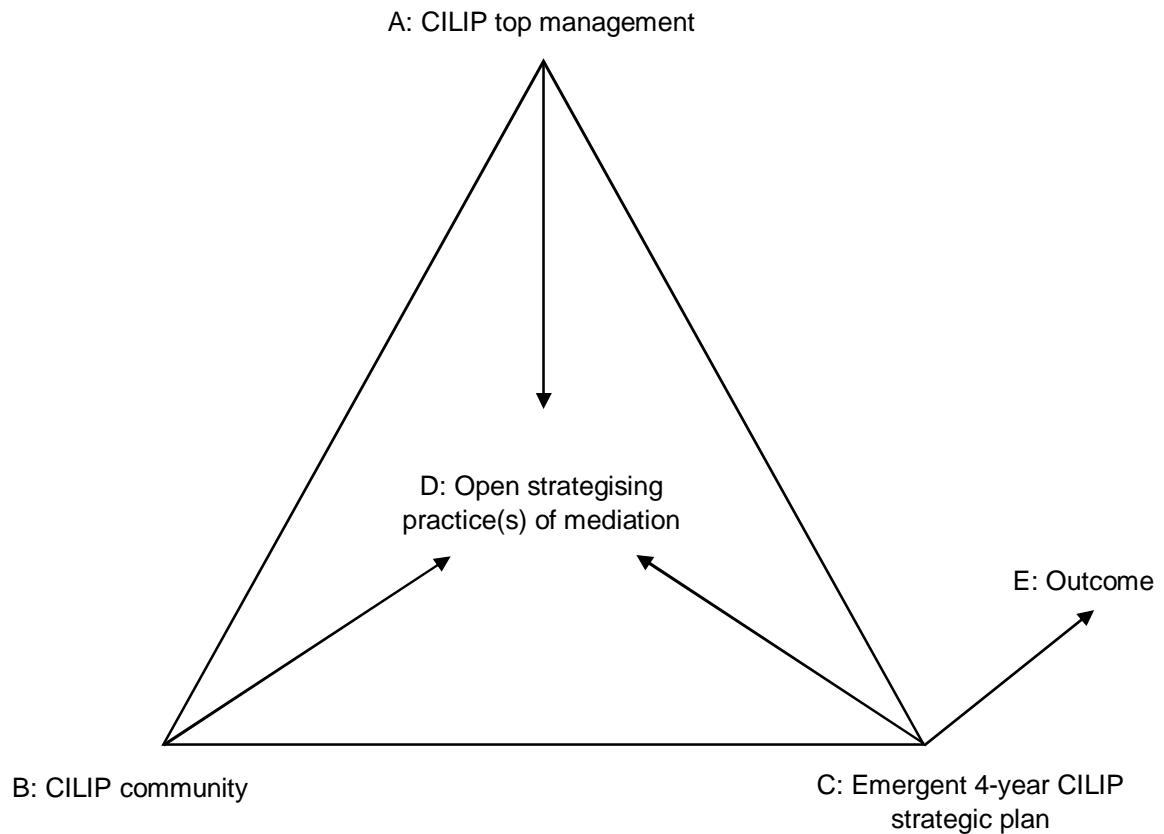 A: CILIP top management
D: Open strategising
practice(s) of mediation
E: Outcome
B: CILIP community
C: Emergent 4-year CILIP
strategic plan